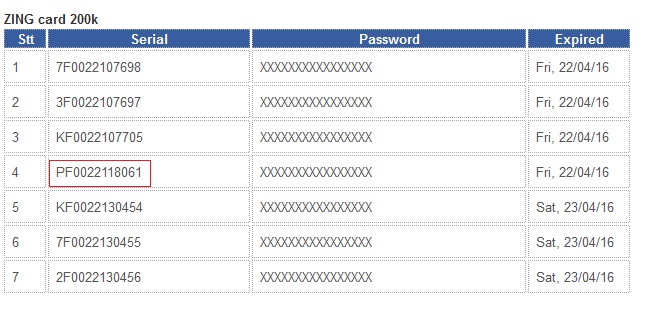 ZING card 200k
Stt Serial Password Expired
1 7F0022107698 XXXXXXXXXXXXXXXX Fri, 22/04/16
2 3F0022107697 XXXXXXXXXXXXXXXX Fri, 22/04/16
3 KF0022107705 XXXXXXXXXXXXXXXX Fri, 22/04/16
4 PF0022118061 XXXXXXXXXXXXXXXX Fri, 22/04/16
5 KF0022130454 XXXXXXXXXXXXXXXX Sat, 23/04/16
6 7F0022130455 XXXXXXXXXXXXXXXX Sat, 23/04/16
7 2F0022130456 XXXXXXXXXXXXXXXX Sat, 23/04/16